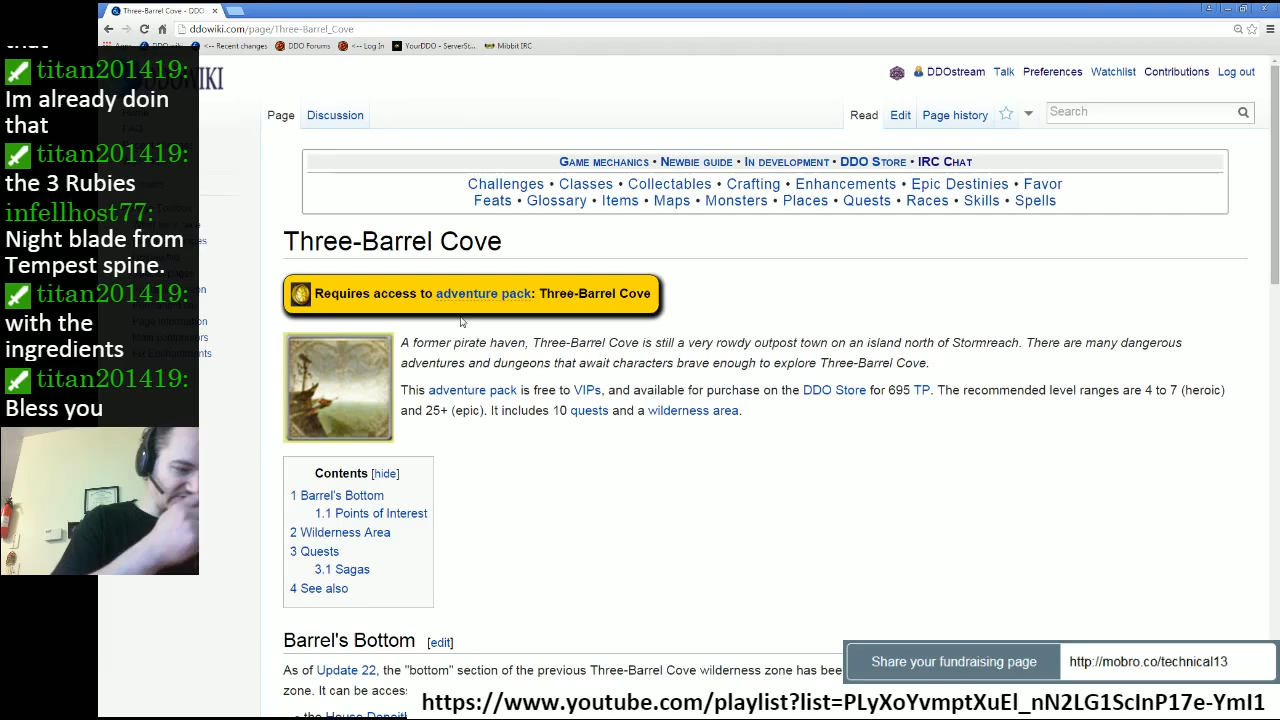 Three-Barrel Cove - DDO
ddowiki.com/page/Three-Barrel_Cove
<-- Recent changes
DDO Forums
<-- Log In
YourDDO - ServerSt...
Mibbit IRC
that
titan201419:
Im already doin
that
titan201419:
the 3 Rubies
infellhost77:
Night blade from
Tempest spine.
titan201419:
with the
ingredients
titan201419:
Bless you
DDOstream Talk Preferences Watchlist Contributions Log out
Page Discussion
Read Edit Page history
Search
Game mechanics • Newbie guide • In development • DDO Store • IRC Chat
Challenges • Classes • Collectables • Crafting • Enhancements • Epic Destinies • Favor
Feats • Glossary • Items • Maps • Monsters • Places • Quests • Races • Skills • Spells
Three-Barrel Cove
Requires access to adventure pack: Three-Barrel Cove
A former pirate haven, Three-Barrel Cove is still a very rowdy outpost town on an island north of Stormreach. There are many dangerous
adventures and dungeons that await characters brave enough to explore Three-Barrel Cove.
This adventure pack is free to VIPs, and available for purchase on the DDO Store for 695 TP. The recommended level ranges are 4 to 7 (heroic)
and 25+ (epic). It includes 10 quests and a wilderness area.
Contents [hide]
1 Barrel's Bottom
1.1 Points of Interest
2 Wilderness Area
3 Quests
3.1 Sagas
4 See also
Barrel's Bottom [edit]
As of Update 22, the "bottom" section of the previous Three-Barrel Cove wilderness zone has
zone. It can be
Share your fundraising page
http://mobro.co/technical13
https://www.youtube.com/playlist?list=PLyXoYvmptXuEl_nN2LG1ScInP17e-YmI1